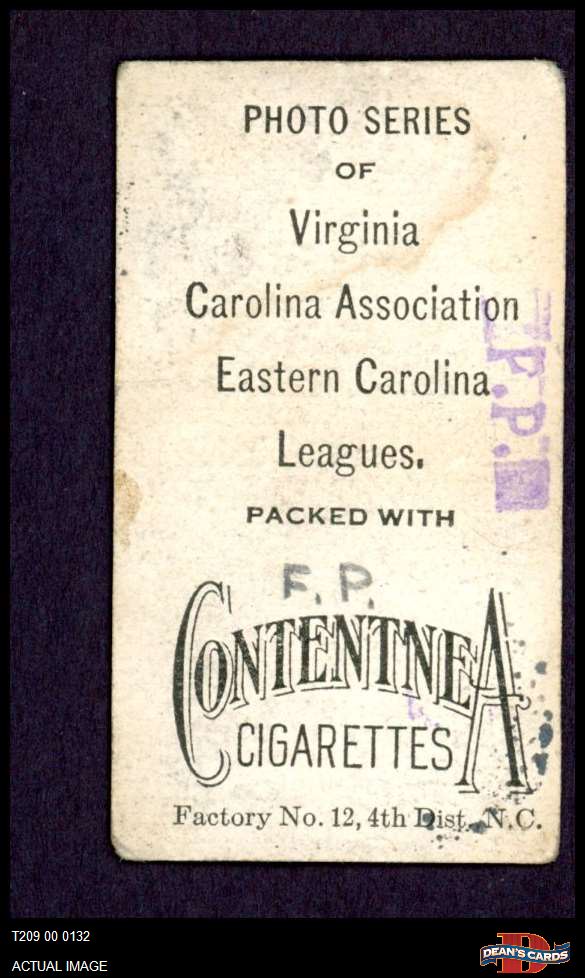 PHOTO SERIES
OF
Virginia
Carolina Association
Eastern Carolina
Leagues.
F.P.
PACKED WITH
F. P.
CONTENTNEA
CIGARETTES
Factory No. 12, 4th Dist., N.C.
T209 00 0132
ACTUAL IMAGE
D
DEAN'S CARDS